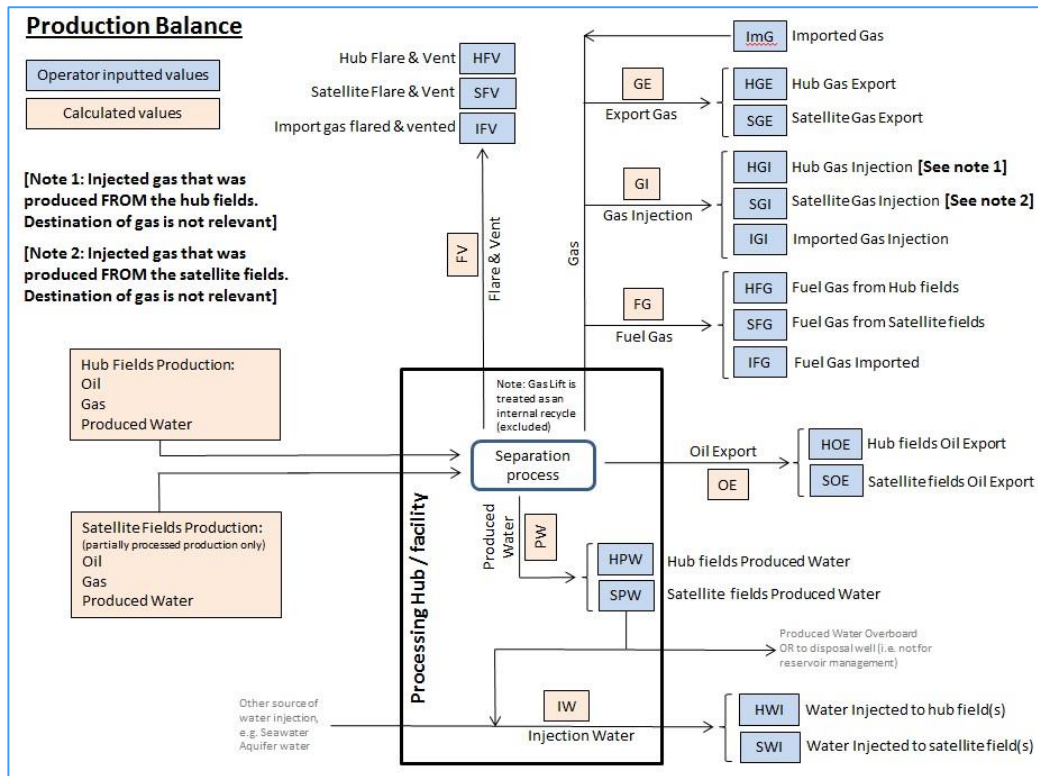 Production Balance
Operator inputted values
Calculated values
[Note 1: Injected gas that was
produced FROM the hub fields.
Destination of gas is not relevant]
[Note 2: Injected gas that was
produced FROM the satellite fields.
Destination of gas is not relevant]
Hub Flare & Vent HFV
Satellite Flare & Vent SFV
Import gas flared & vented IFV
FV
Flare & Vent
Gas
ImG Imported Gas
GE
Export Gas
HGE Hub Gas Export
SGE Satellite Gas Export
GI
Gas Injection
HGI Hub Gas Injection [See note 1]
SGI Satellite Gas Injection [See note 2]
IGI Imported Gas Injection
FG
Fuel Gas
HFG Fuel Gas from Hub fields
SFG Fuel Gas from Satellite fields
IFG Fuel Gas Imported
Hub Fields Production:
Oil
Gas
Produced Water
Satellite Fields Production:
(partially processed production only)
Oil
Gas
Produced Water
Processing Hub / facility
Note: Gas Lift is
treated as an
internal recycle
(excluded)
Separation
process
Oil Export
OE
HOE Hub fields Oil Export
SOE Satellite fields Oil Export
Produced
Water
PW
HPW Hub fields Produced Water
SPW Satellite fields Produced Water
Produced Water Overboard
OR to disposal well (i.e. not for
reservoir management)
Other source of
water injection,
e.g. Seawater
Aquifer water
IW
Injection Water
HWI Water Injected to hub field(s)
SWI Water Injected to satellite field(s)